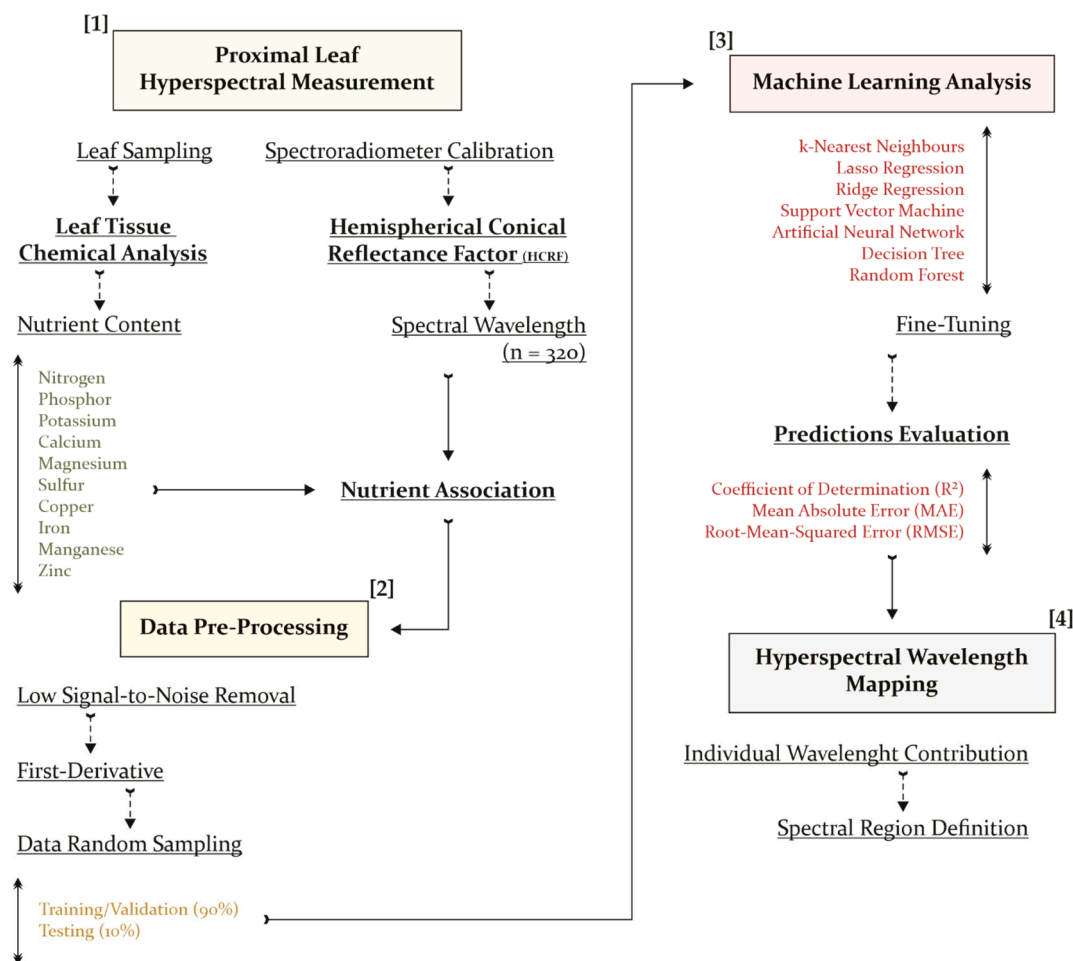 [1]
Proximal Leaf
Hyperspectral Measurement
Leaf Sampling
Spectroradiometer Calibration
Leaf Tissue
Chemical Analysis
Hemispherical Conical
Reflectance Factor (HCRF)
Nutrient Content
Spectral Wavelength
(n = 320)
Nitrogen
Phosphor
Potassium
Calcium
Magnesium
Sulfur
Copper
Iron
Manganese
Zinc
Nutrient Association
[2]
Data Pre-Processing
Low Signal-to-Noise Removal
First-Derivative
Data Random Sampling
Training/Validation (90%)
Testing (10%)
[3]
Machine Learning Analysis
k-Nearest Neighbours
Lasso Regression
Ridge Regression
Support Vector Machine
Artificial Neural Network
Decision Tree
Random Forest
Fine-Tuning
Predictions Evaluation
Coefficient of Determination (R²)
Mean Absolute Error (MAE)
Root-Mean-Squared Error (RMSE)
[4]
Hyperspectral Wavelength
Mapping
Individual Wavelenght Contribution
Spectral Region Definition